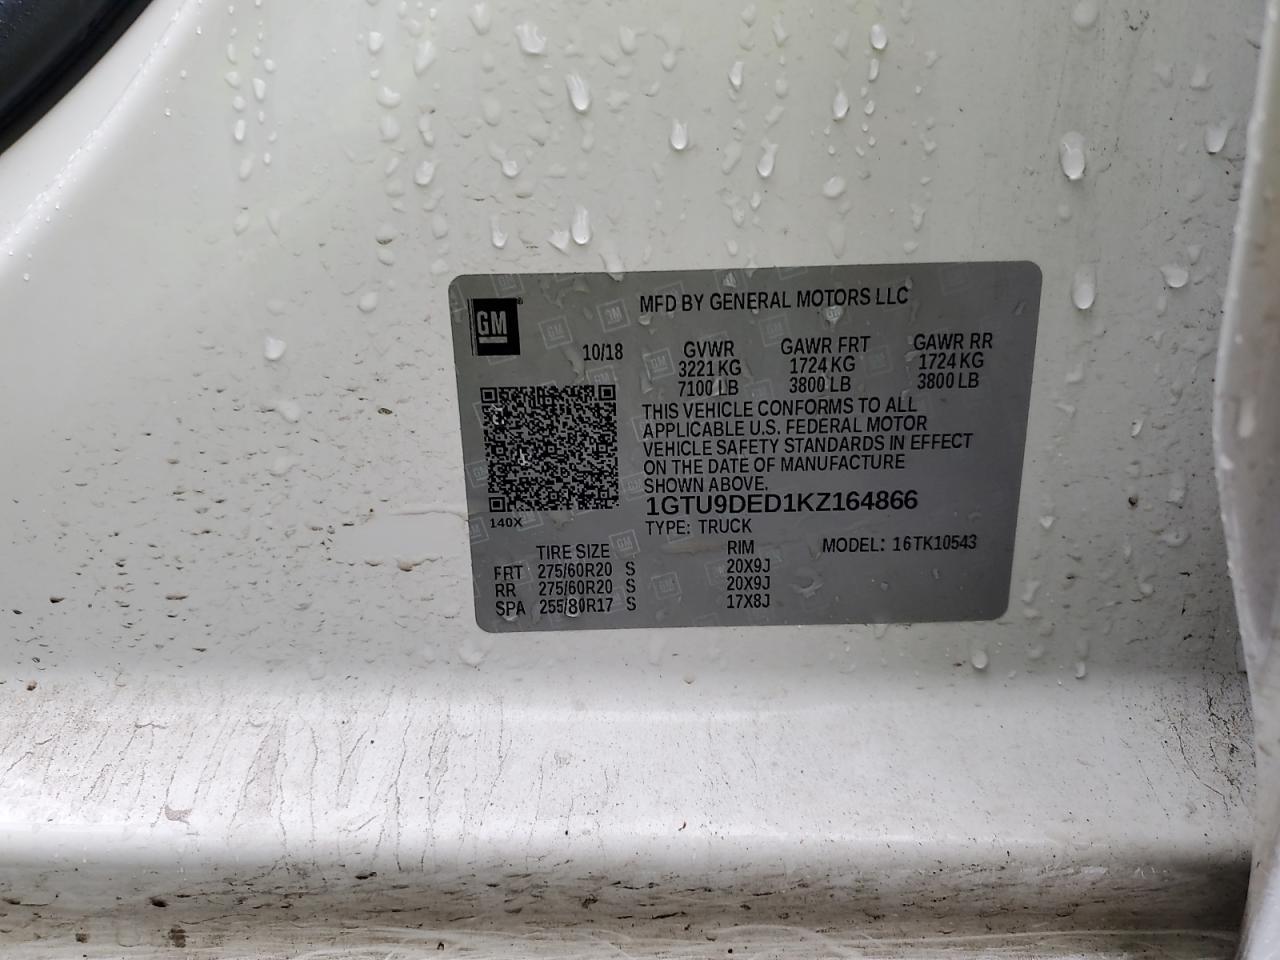 GM
MFD BY GENERAL MOTORS LLC
10/18 GVWR GAWR FRT GAWR RR
3221 KG 1724 KG 1724 KG
7100 LB 3800 LB 3800 LB
THIS VEHICLE CONFORMS TO ALL
APPLICABLE U.S. FEDERAL MOTOR
VEHICLE SAFETY STANDARDS IN EFFECT
ON THE DATE OF MANUFACTURE
SHOWN ABOVE.
1GTU9DED1KZ164866
140X
TYPE: TRUCK
TIRE SIZE RIM MODEL: 16TK10543
FRT 275/60R20 S 20X9J
RR 275/60R20 S 20X9J
SPA 255/80R17 S 17X8J